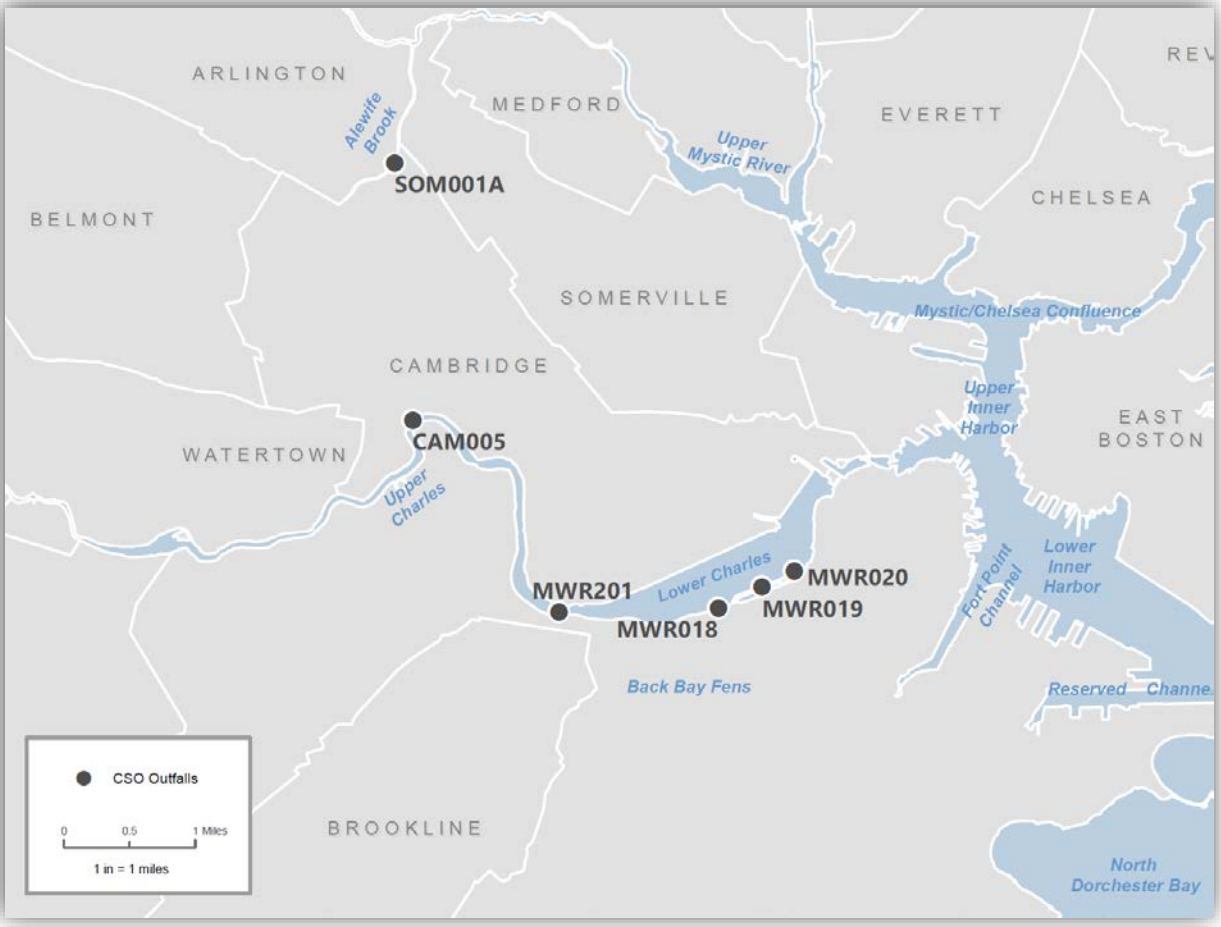 REV
ARLINGTON
MEDFORD
EVERETT
Alewife
Brook
Upper
Mystic River
SOM001A
CHELSEA
BELMONT
SOMERVILLE
Mystic/Chelsea Confluence
CAMBRIDGE
Upper
Inner
Harbor
EAST
BOSTON
CAM005
WATERTOWN
Upper
Charles
Lower Charles
Fort Point
Channel
Lower
Inner
Harbor
MWR020
MWR201
MWR019
MWR018
Back Bay Fens
Reserved Channel
CSO Outfalls
0 0.5 1 Miles
1 in = 1 miles
BROOKLINE
North
Dorchester Bay